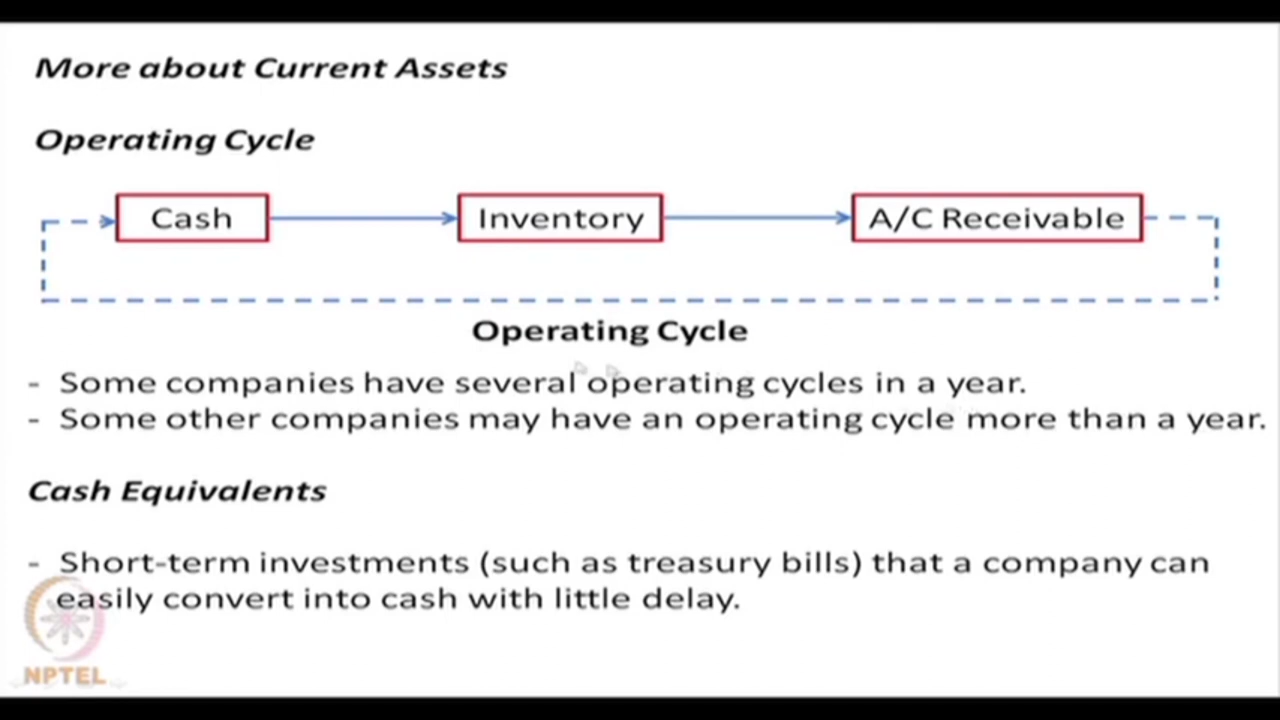 More about Current Assets
Operating Cycle
Cash
Inventory
A/C Receivable
Operating Cycle
- Some companies have several operating cycles in a year.
- Some other companies may have an operating cycle more than a year.
Cash Equivalents
- Short-term investments (such as treasury bills) that a company can
easily convert into cash with little delay.
NPTEL